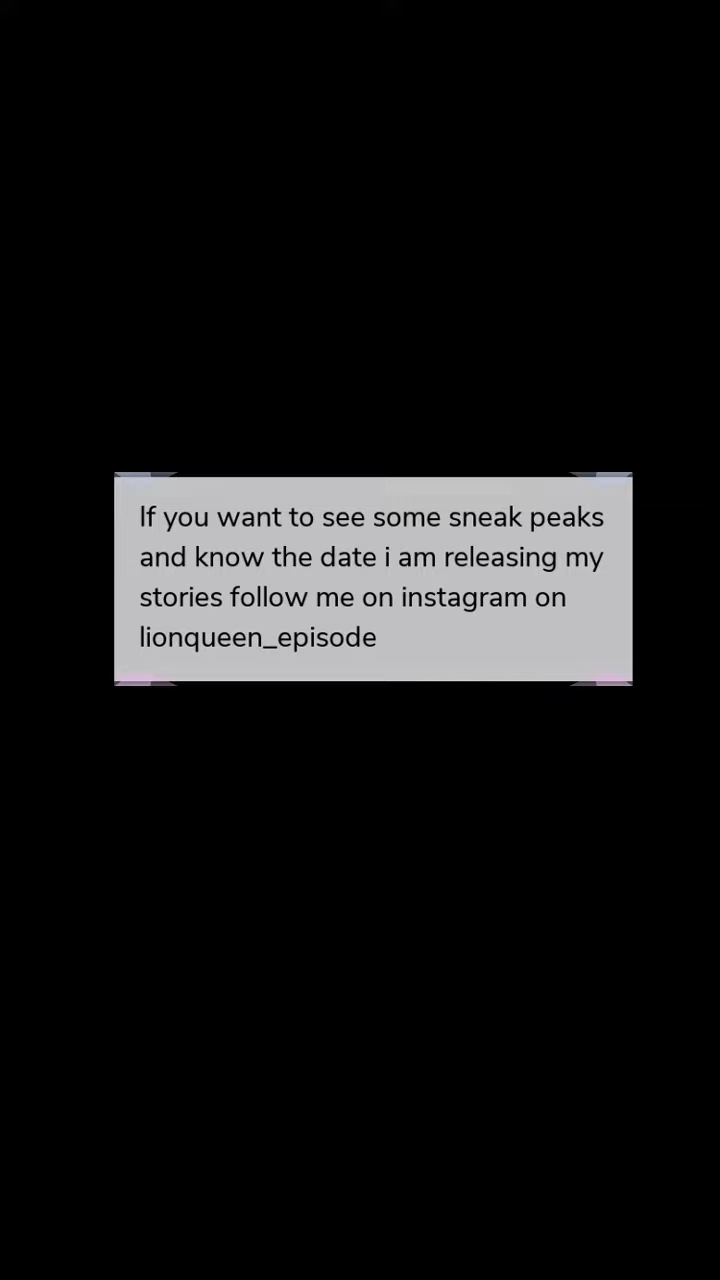 If you want to see some sneak peaks
and know the date i am releasing my
stories follow me on instagram on
lionqueen_episode